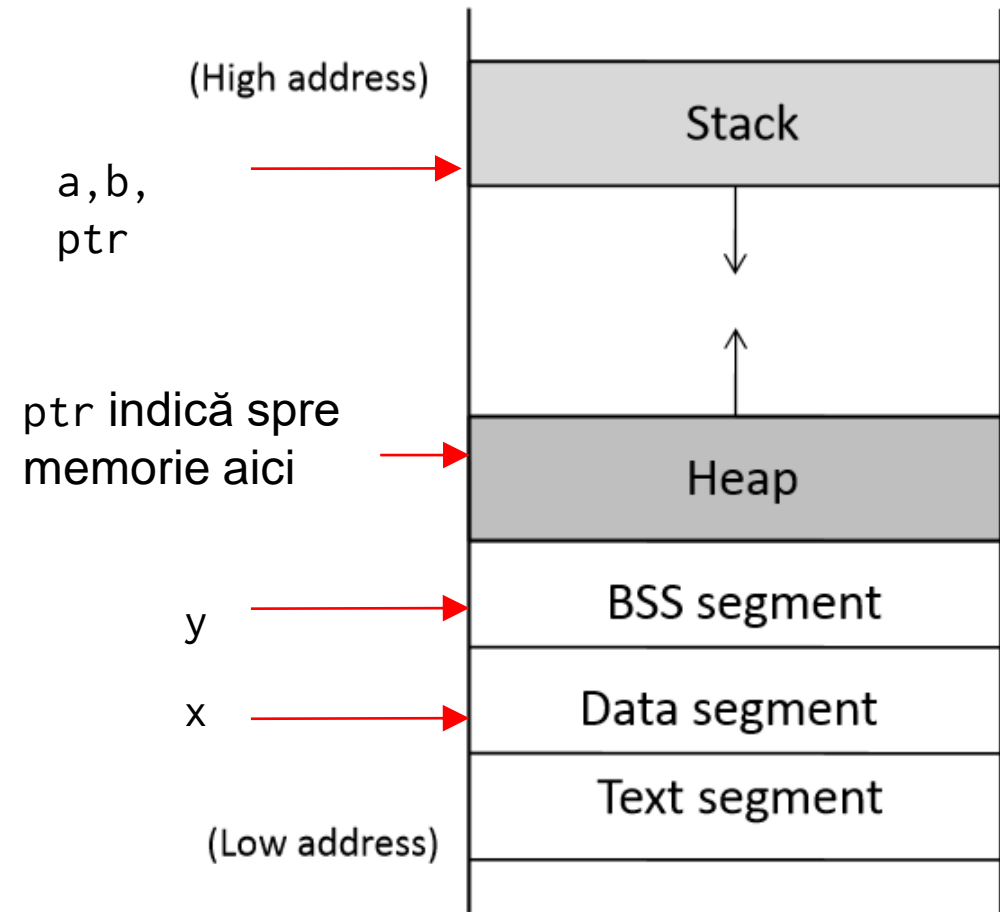 (High address)
Stack
a,b,
ptr
ptr indică spre
memorie aici
Heap
BSS segment
y
x
Data segment
Text segment
(Low address)